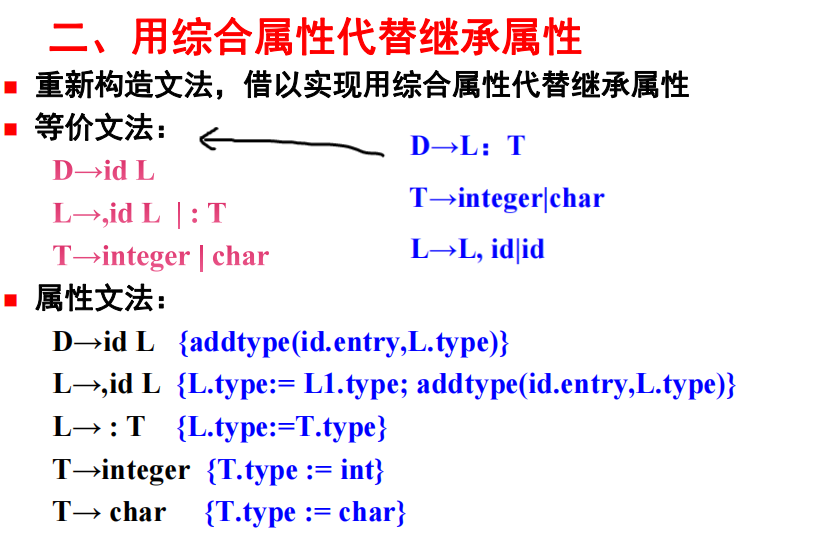 二、用综合属性代替继承属性
■ 重新构造文法，借以实现用综合属性代替继承属性
■ 等价文法：
D→id L
L→,id L | : T
T→integer | char
D→L：T
T→integer|char
L→L, id|id
■ 属性文法：
D→id L {addtype(id.entry,L.type)}
L→,id L {L.type:= L1.type; addtype(id.entry,L.type)}
L→ : T {L.type:=T.type}
T→integer {T.type := int}
T→ char {T.type := char}